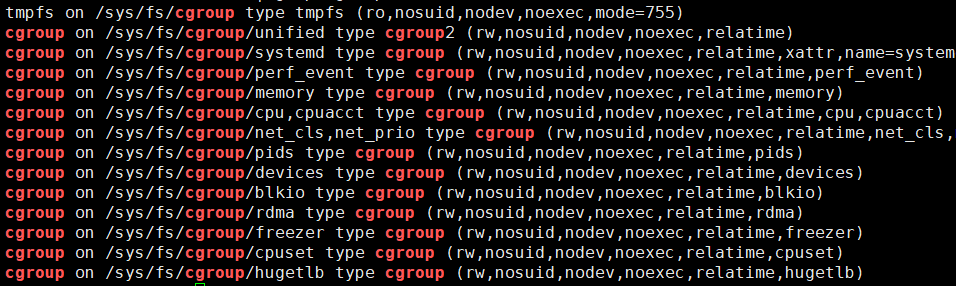 tmpfs on /sys/fs/cgroup type tmpfs (ro,nosuid,nodev,noexec,mode=755)
cgroup on /sys/fs/cgroup/unified type cgroup2 (rw,nosuid,nodev,noexec,relatime)
cgroup on /sys/fs/cgroup/systemd type cgroup (rw,nosuid,nodev,noexec,relatime,xattr,name=system
cgroup on /sys/fs/cgroup/perf_event type cgroup (rw,nosuid,nodev,noexec,relatime,perf_event)
cgroup on /sys/fs/cgroup/memory type cgroup (rw,nosuid,nodev,noexec,relatime,memory)
cgroup on /sys/fs/cgroup/cpu,cpuacct type cgroup (rw,nosuid,nodev,noexec,relatime,cpu,cpuacct)
cgroup on /sys/fs/cgroup/net_cls,net_prio type cgroup (rw,nosuid,nodev,noexec,relatime,net_cls,
cgroup on /sys/fs/cgroup/pids type cgroup (rw,nosuid,nodev,noexec,relatime,pids)
cgroup on /sys/fs/cgroup/devices type cgroup (rw,nosuid,nodev,noexec,relatime,devices)
cgroup on /sys/fs/cgroup/blkio type cgroup (rw,nosuid,nodev,noexec,relatime,blkio)
cgroup on /sys/fs/cgroup/rdma type cgroup (rw,nosuid,nodev,noexec,relatime,rdma)
cgroup on /sys/fs/cgroup/freezer type cgroup (rw,nosuid,nodev,noexec,relatime,freezer)
cgroup on /sys/fs/cgroup/cpuset type cgroup (rw,nosuid,nodev,noexec,relatime,cpuset)
cgroup on /sys/fs/cgroup/hugetlb type cgroup (rw,nosuid,nodev,noexec,relatime,hugetlb)